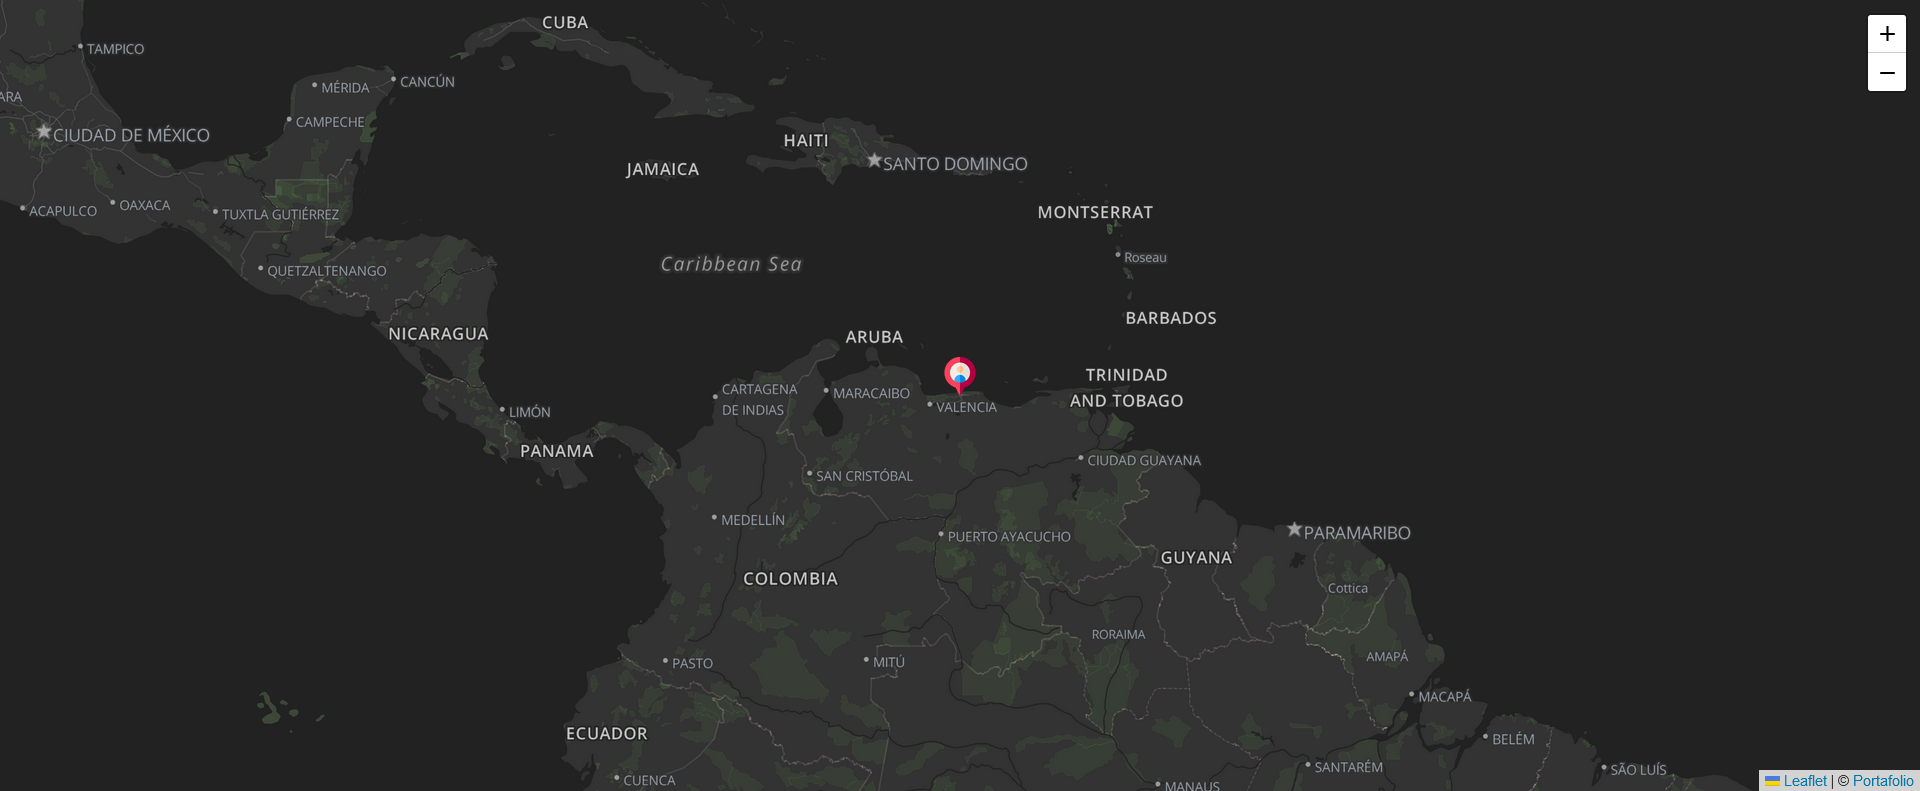 CUBA
TAMPICO
CANCÚN
MÉRIDA
ARA
CAMPECHE
CIUDAD DE MÉXICO
HAITI
SANTO DOMINGO
JAMAICA
OAXACA
ACAPULCO
TUXTLA GUTIÉRREZ
MONTSERRAT
Roseau
Caribbean Sea
QUETZALTENANGO
BARBADOS
NICARAGUA
ARUBA
TRINIDAD
AND TOBAGO
CARTAGENA
DE INDIAS
MARACAIBO
VALENCIA
LIMÓN
PANAMA
CIUDAD GUAYANA
SAN CRISTÓBAL
MEDELLÍN
PARAMARIBO
PUERTO AYACUCHO
GUYANA
COLOMBIA
Cottica
RORAIMA
AMAPÁ
PASTO
MITÚ
MACAPÁ
ECUADOR
BELÉM
SANTARÉM
SÃO LUÍS
CUENCA
MANAUS
+
−
Leaflet | © Portafolio